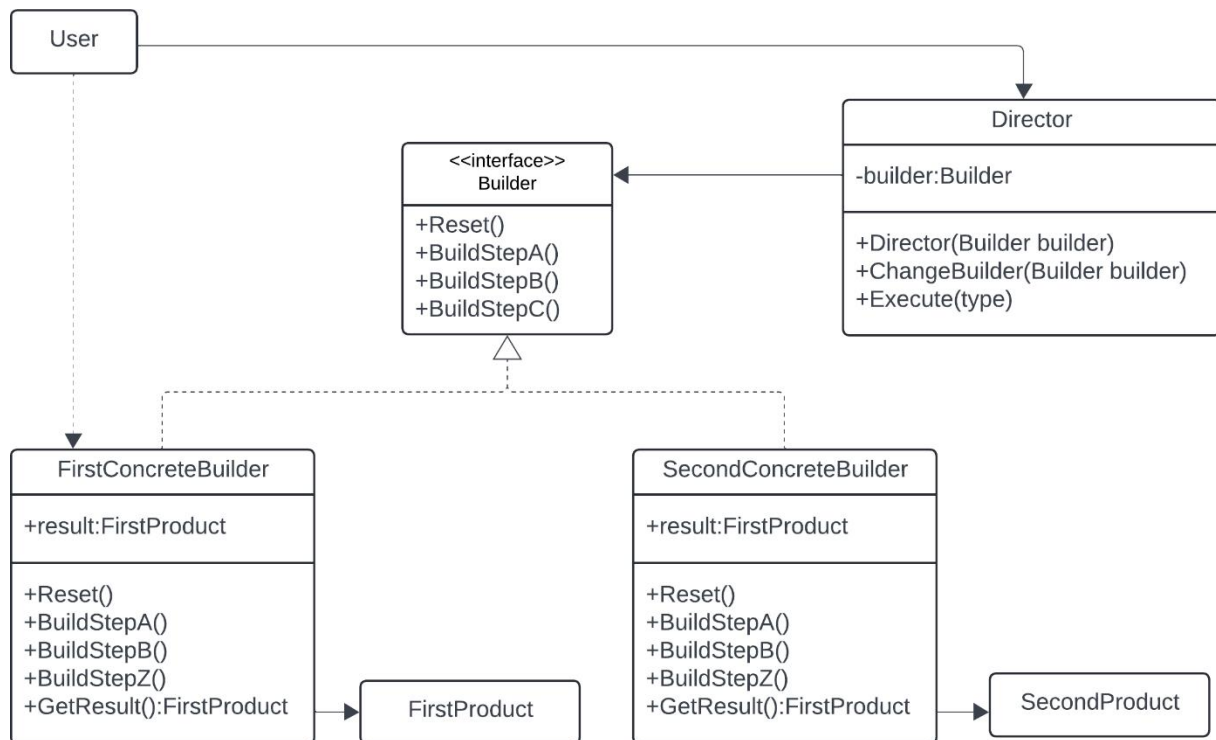 User
Director
-builder:Builder
+Director(Builder builder)
+ChangeBuilder(Builder builder)
+Execute(type)
<<interface>>
Builder
+Reset()
+BuildStepA()
+BuildStepB()
+BuildStepC()
FirstConcreteBuilder
+result:FirstProduct
+Reset()
+BuildStepA()
+BuildStepB()
+BuildStepZ()
+GetResult():FirstProduct
FirstProduct
SecondConcreteBuilder
+result:FirstProduct
+Reset()
+BuildStepA()
+BuildStepB()
+BuildStepZ()
+GetResult():FirstProduct
SecondProduct